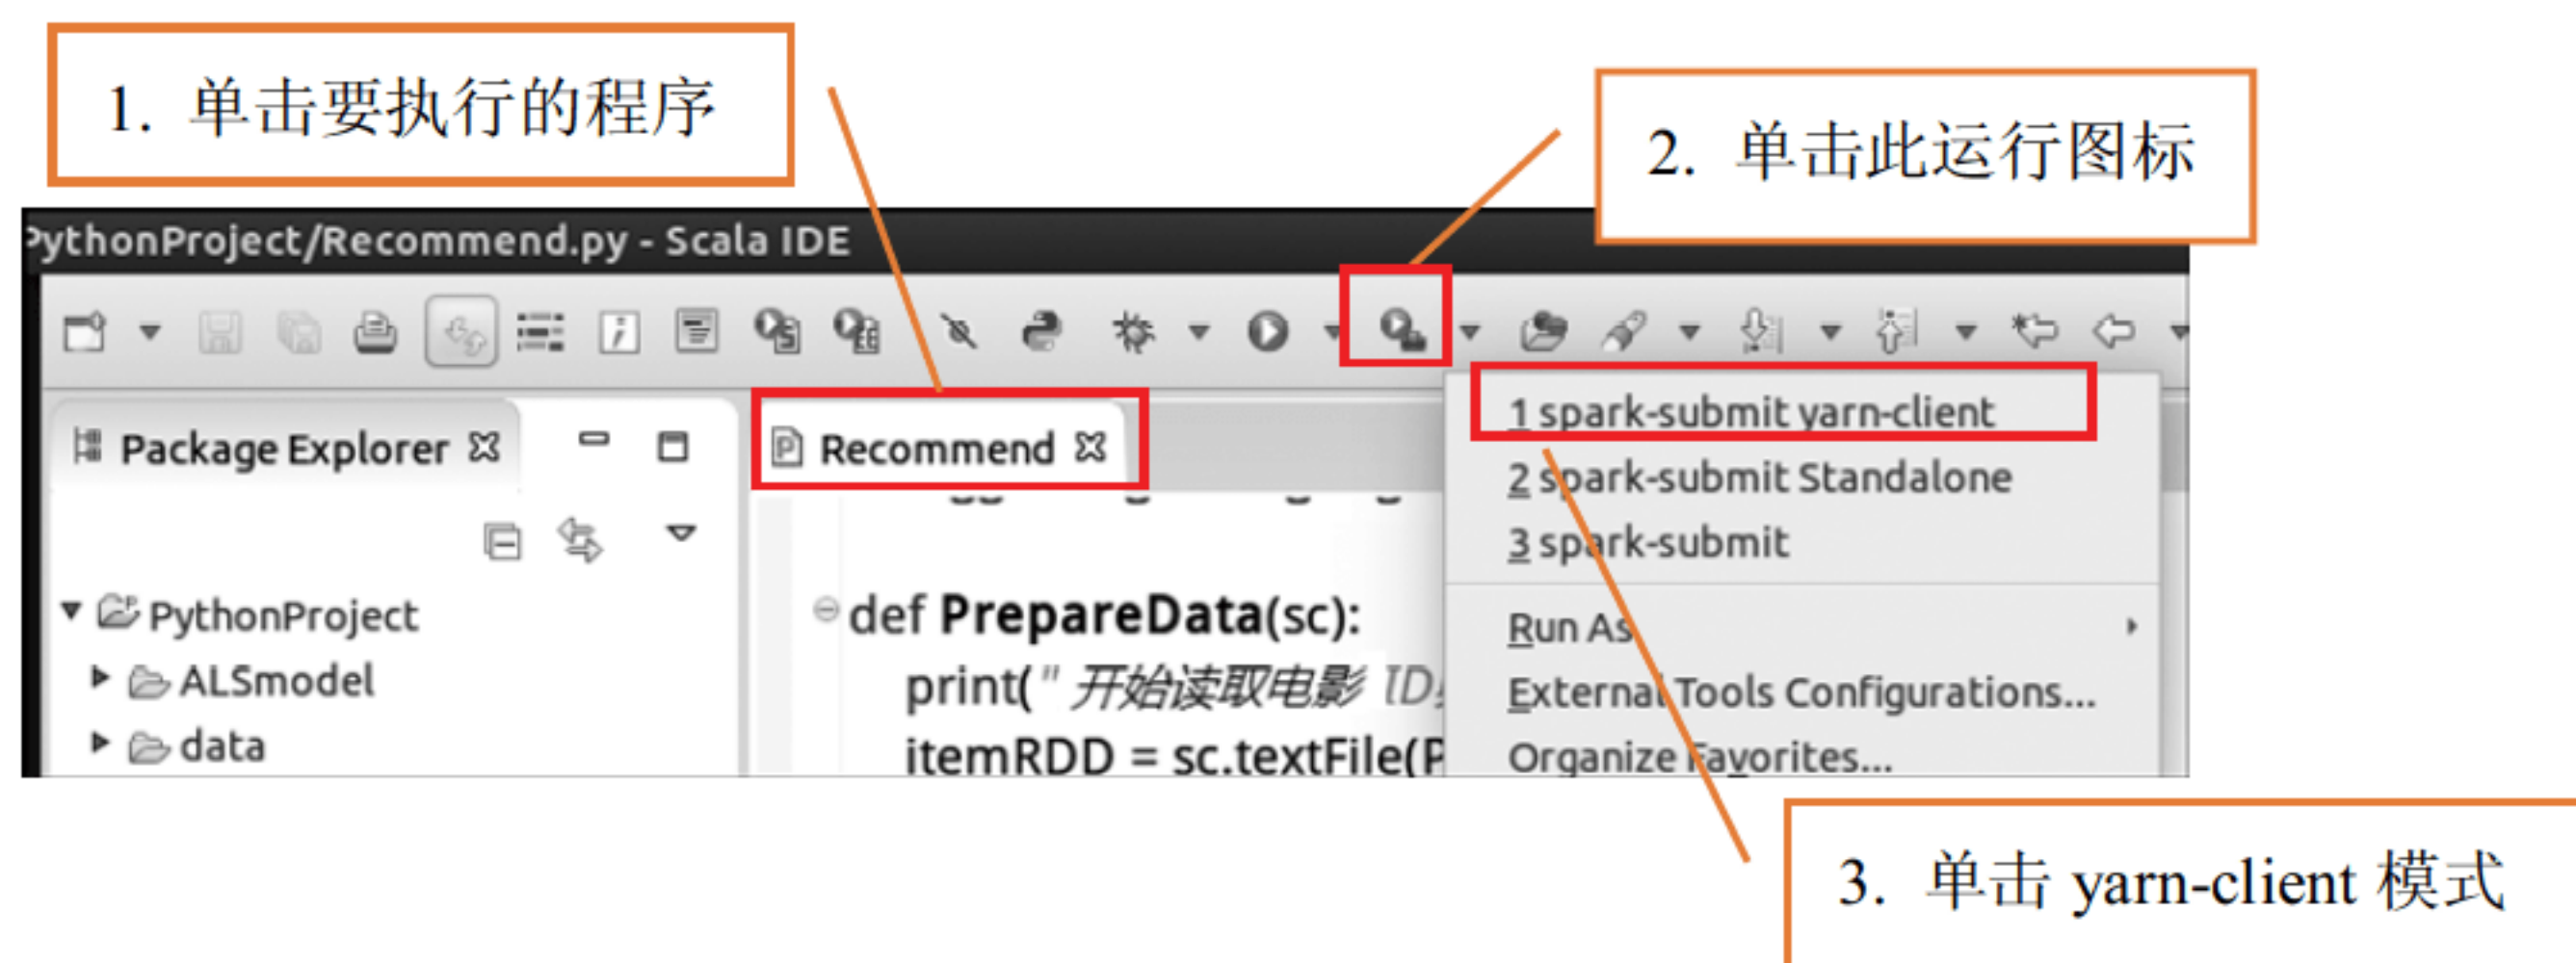 1. 单击要执行的程序
2. 单击此运行图标
PythonProject/Recommend.py - Scala IDE
Package Explorer
Recommend
1 spark-submit yarn-client
2 spark-submit Standalone
3 spark-submit
Run As
External Tools Configurations...
Organize Favorites...
PythonProject
ALSmodel
data
def PrepareData(sc):
print(" 开始读取电影 ID
itemRDD = sc.textFile(P
3. 单击 yarn-client 模式